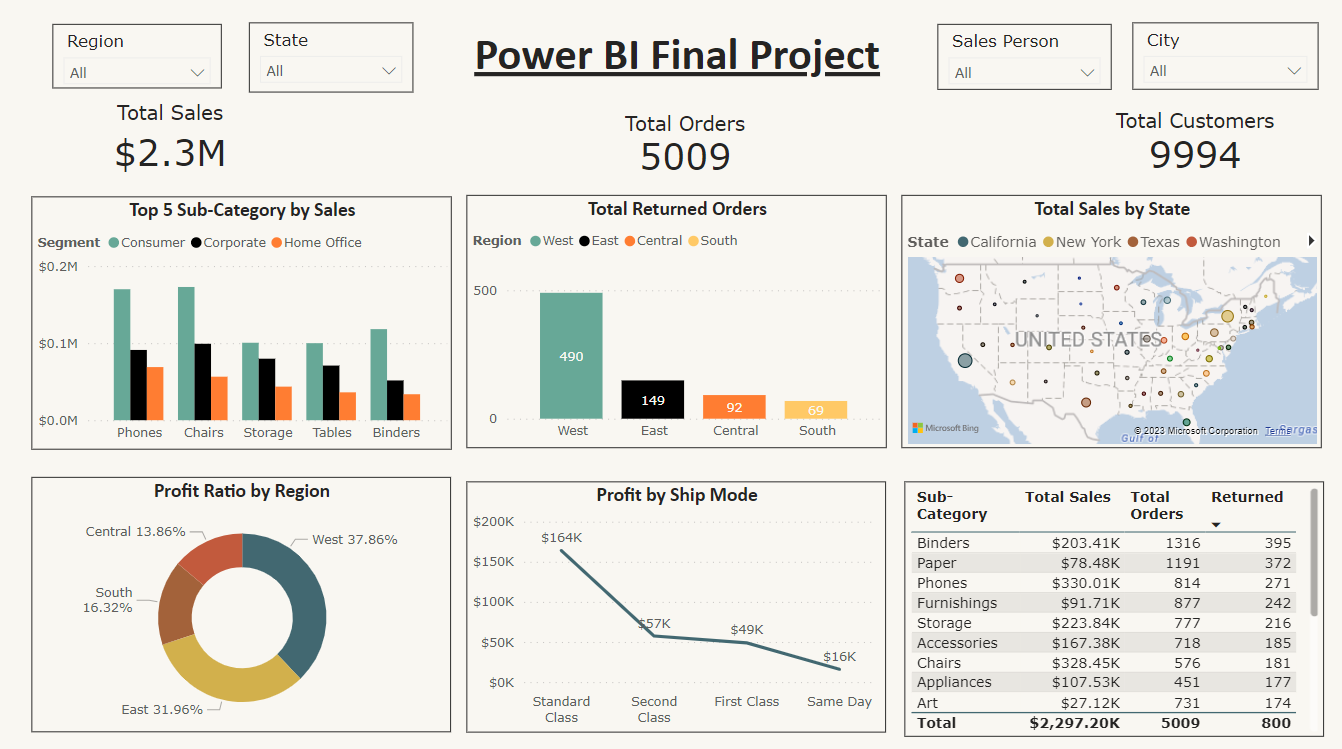 Region
All
State
All
Power BI Final Project
Sales Person
All
City
All
Total Sales
$2.3M
Total Orders
5009
Total Customers
9994
Top 5 Sub-Category by Sales
Segment Consumer Corporate Home Office
$0.2M
$0.1M
$0.0M
Phones Chairs Storage Tables Binders
Total Returned Orders
Region West East Central South
500
0
490
149
92
69
West East Central South
Total Sales by State
State California New York Texas Washington
UNITED STATES
Microsoft Bing
© 2023 Microsoft Corporation Terms
Gulf of
Profit Ratio by Region
Central 13.86%
West 37.86%
South
16.32%
East 31.96%
Profit by Ship Mode
$200K
$150K
$100K
$50K
$0K
$164K
$57K
$49K
$16K
Standard
Class
Second
Class
First Class
Same Day
Sub-
Category
Total Sales
Total
Orders
Returned
Binders $203.41K 1316 395
Paper $78.48K 1191 372
Phones $330.01K 814 271
Furnishings $91.71K 877 242
Storage $223.84K 777 216
Accessories $167.38K 718 185
Chairs $328.45K 576 181
Appliances $107.53K 451 177
Art $27.12K 731 174
Total $2,297.20K 5009 800